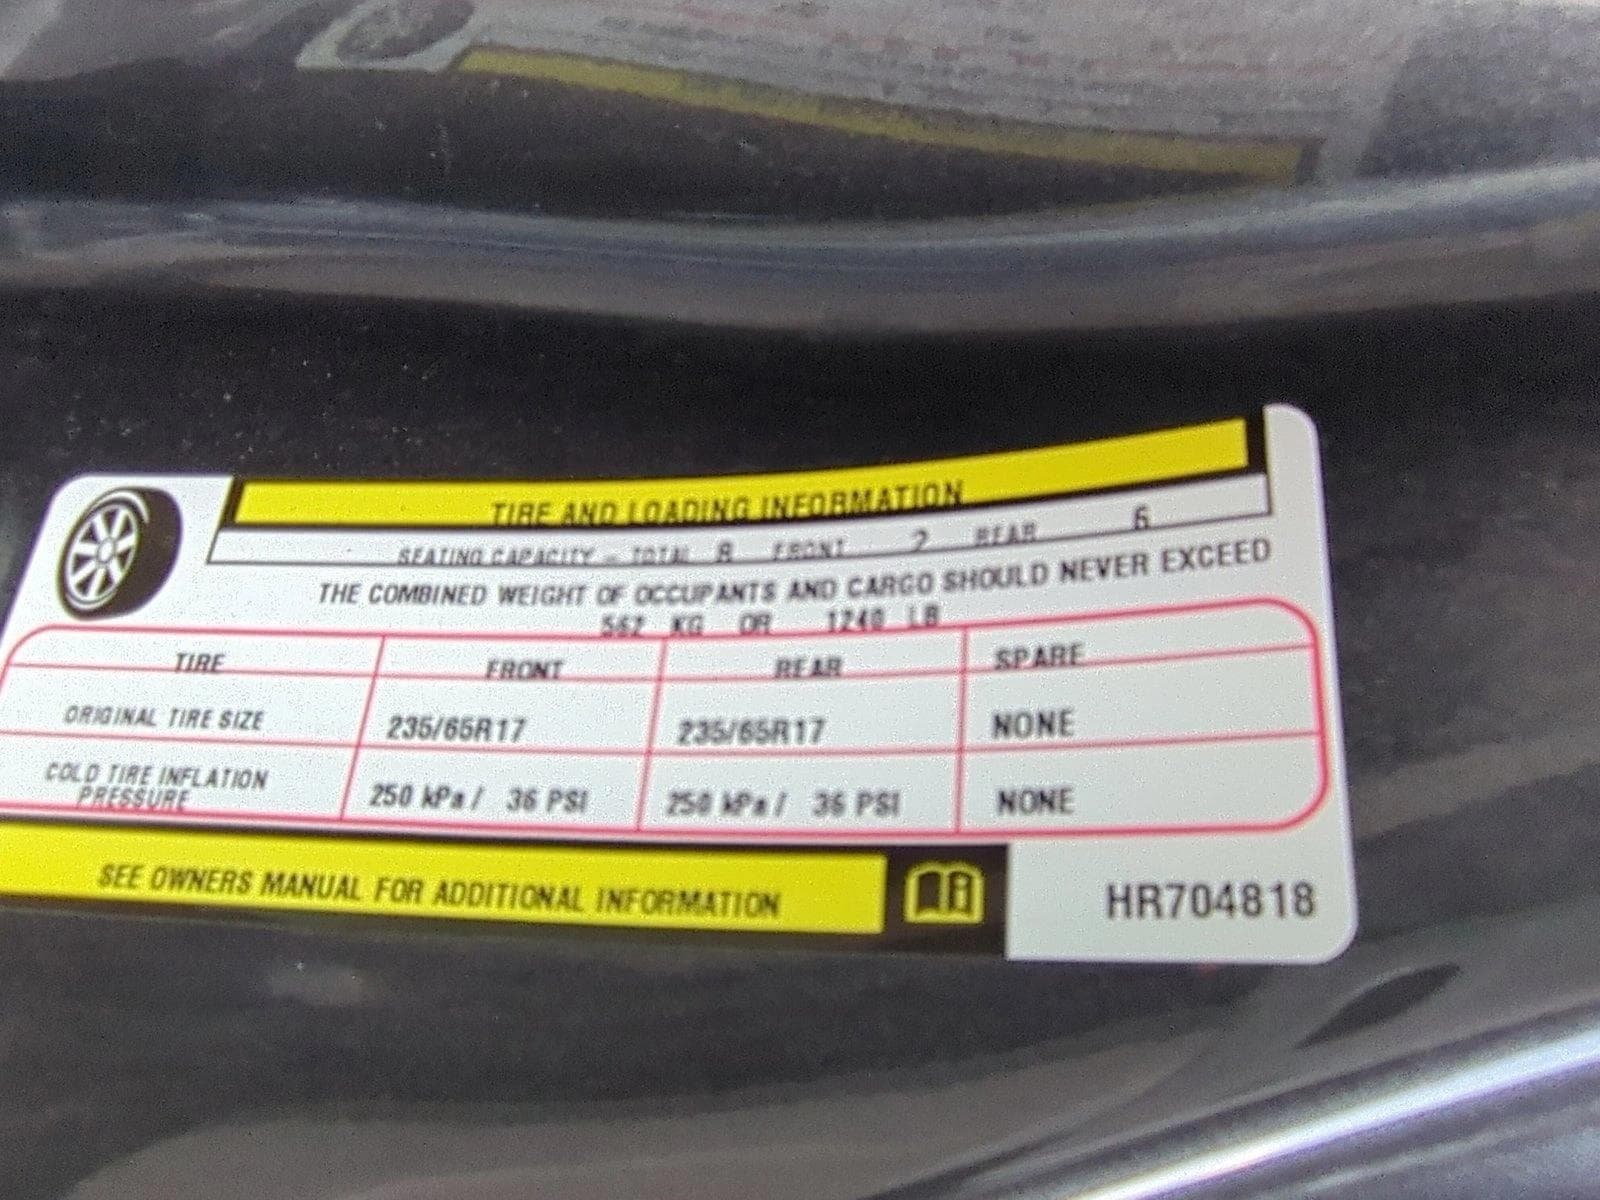 TIRE AND LOADING INFORMATION
SEATING CAPACITY - TOTAL 8 FRONT 2 REAR 6
THE COMBINED WEIGHT OF OCCUPANTS AND CARGO SHOULD NEVER EXCEED
562 KG OR 1240 LB
TIRE FRONT REAR SPARE
ORIGINAL TIRE SIZE 235/65R17 235/65R17 NONE
COLD TIRE INFLATION
PRESSURE 250 kPa / 36 PSI 250 kPa / 36 PSI NONE
SEE OWNERS MANUAL FOR ADDITIONAL INFORMATION
HR704818